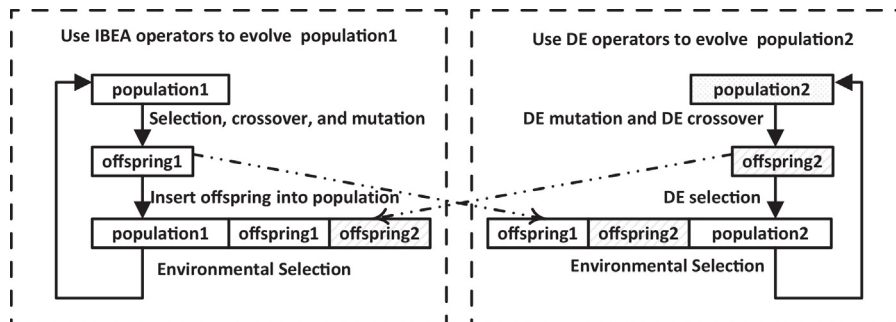 Use IBEA operators to evolve population1
population1
Selection, crossover, and mutation
offspring1
Insert offspring into population
population1 offspring1 offspring2
Environmental Selection
Use DE operators to evolve population2
population2
DE mutation and DE crossover
offspring2
DE selection
offspring1 offspring2 population2
Environmental Selection